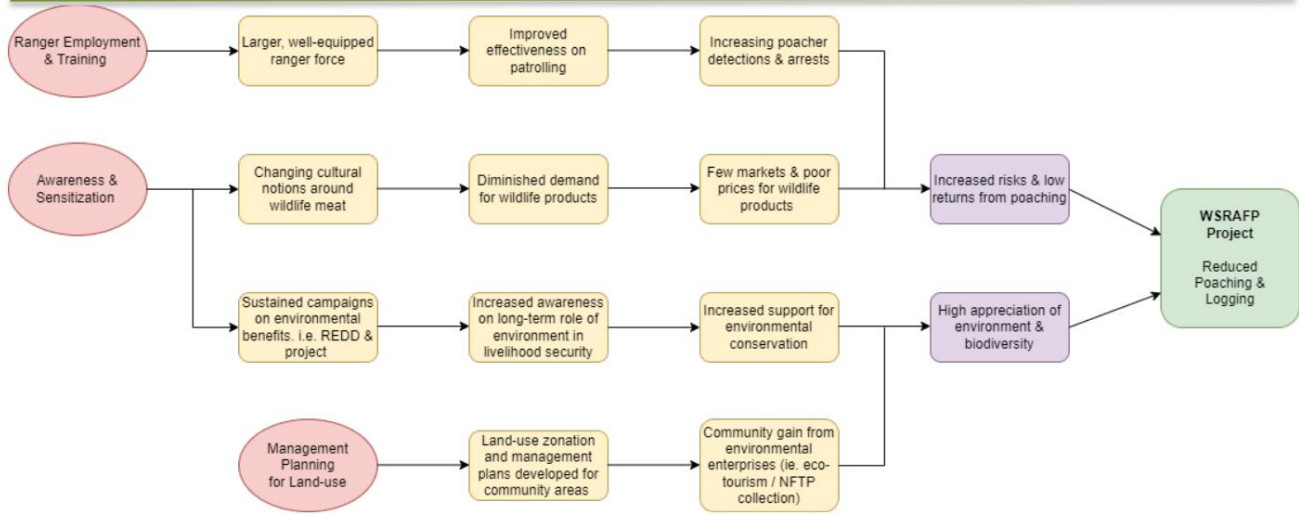 Ranger Employment
& Training
Larger, well-equipped
ranger force
Improved
effectiveness on
patrolling
Increasing poacher
detections & arrests
Awareness &
Sensitization
Changing cultural
notions around
wildlife meat
Diminished demand
for wildlife products
Few markets & poor
prices for wildlife
products
Increased risks & low
returns from poaching
WSRAFP
Project
Reduced
Poaching &
Logging
Sustained campaigns
on environmental
benefits. i.e. REDD &
project
Increased awareness
on long-term role of
environment in
livelihood security
Increased support for
environmental
conservation
High appreciation of
environment &
biodiversity
Management
Planning
for Land-use
Land-use zonation
and management
plans developed for
community areas
Community gain from
environmental
enterprises (ie. eco-
tourism / NFTP
collection)